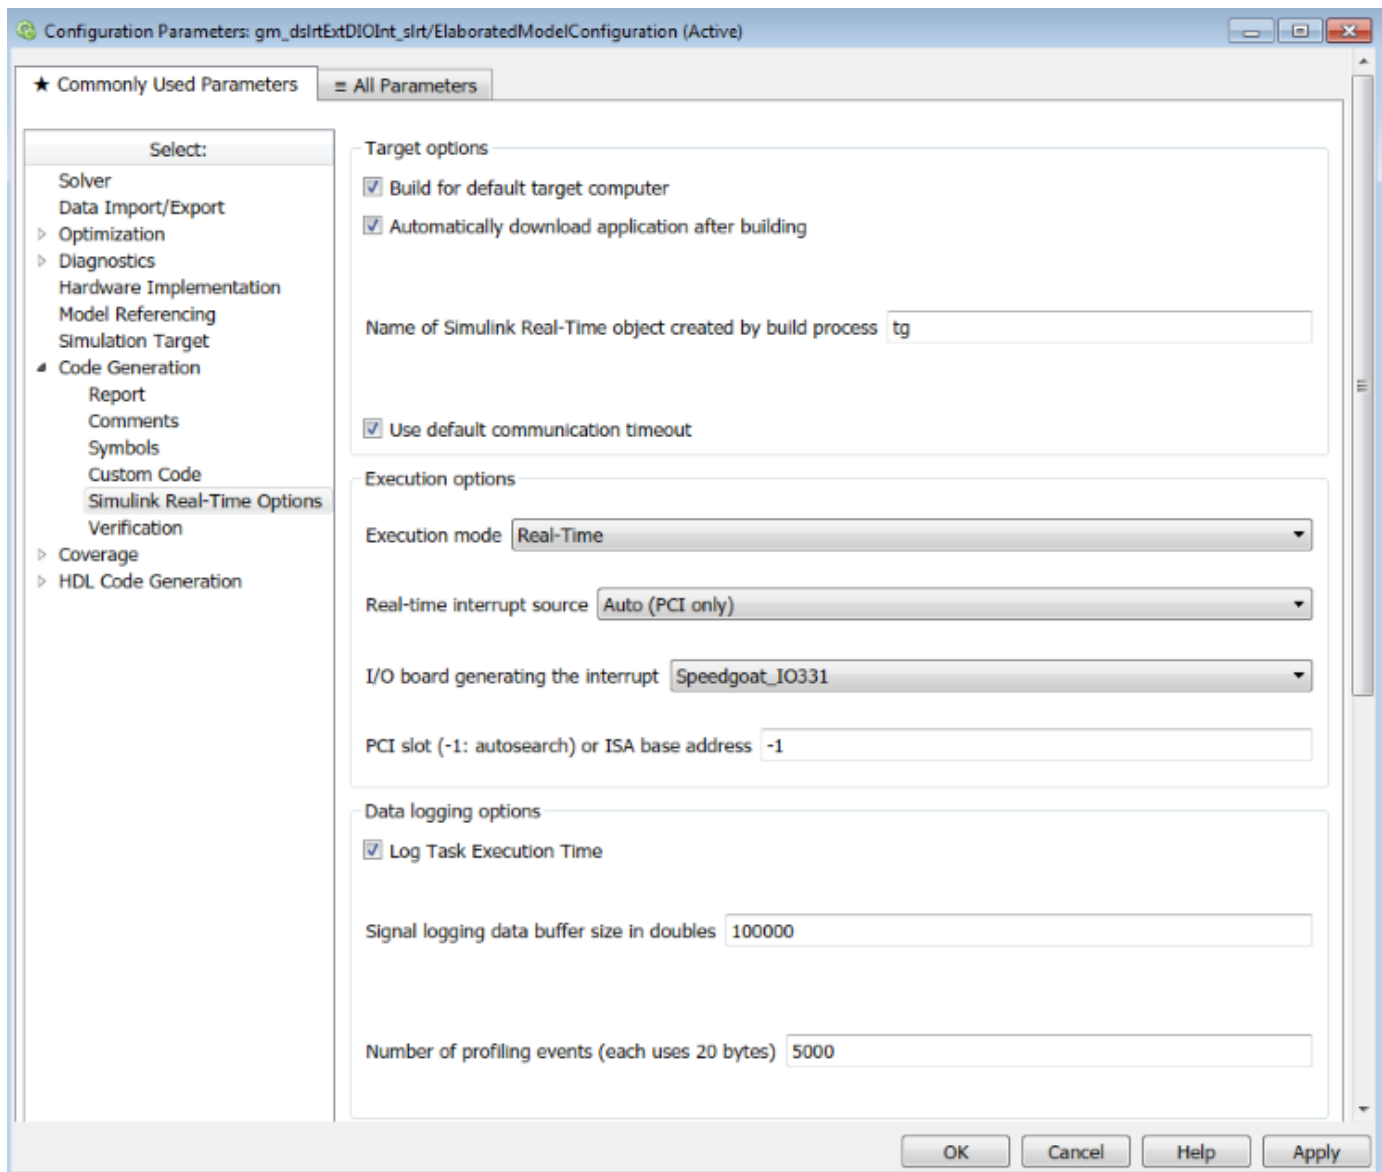 Configuration Parameters: gm_dslrtExtDIOInt_slrt/ElaboratedModelConfiguration (Active)
★ Commonly Used Parameters
≡ All Parameters
Select:
Solver
Data Import/Export
Optimization
Diagnostics
Hardware Implementation
Model Referencing
Simulation Target
Code Generation
Report
Comments
Symbols
Custom Code
Simulink Real-Time Options
Verification
Coverage
HDL Code Generation
Target options
Build for default target computer
Automatically download application after building
Name of Simulink Real-Time object created by build process tg
Use default communication timeout
Execution options
Execution mode Real-Time
Real-time interrupt source Auto (PCI only)
I/O board generating the interrupt Speedgoat_IO331
PCI slot (-1: autosearch) or ISA base address -1
Data logging options
Log Task Execution Time
Signal logging data buffer size in doubles 100000
Number of profiling events (each uses 20 bytes) 5000
OK Cancel Help Apply